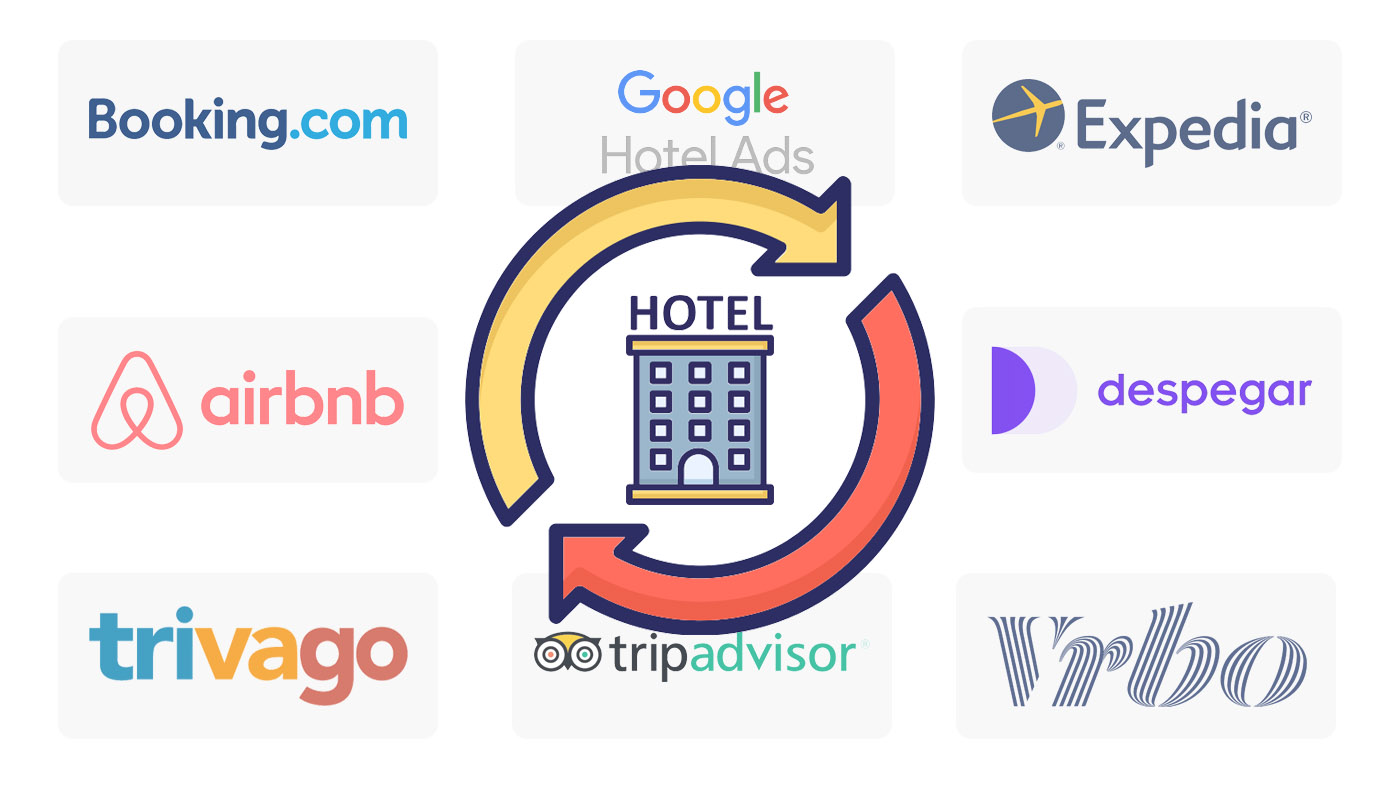 Booking.com
Google
Hotel Ads
Expedia®
®
airbnb
HOTEL
despegar
trivago
tripadvisor®
Vrbo